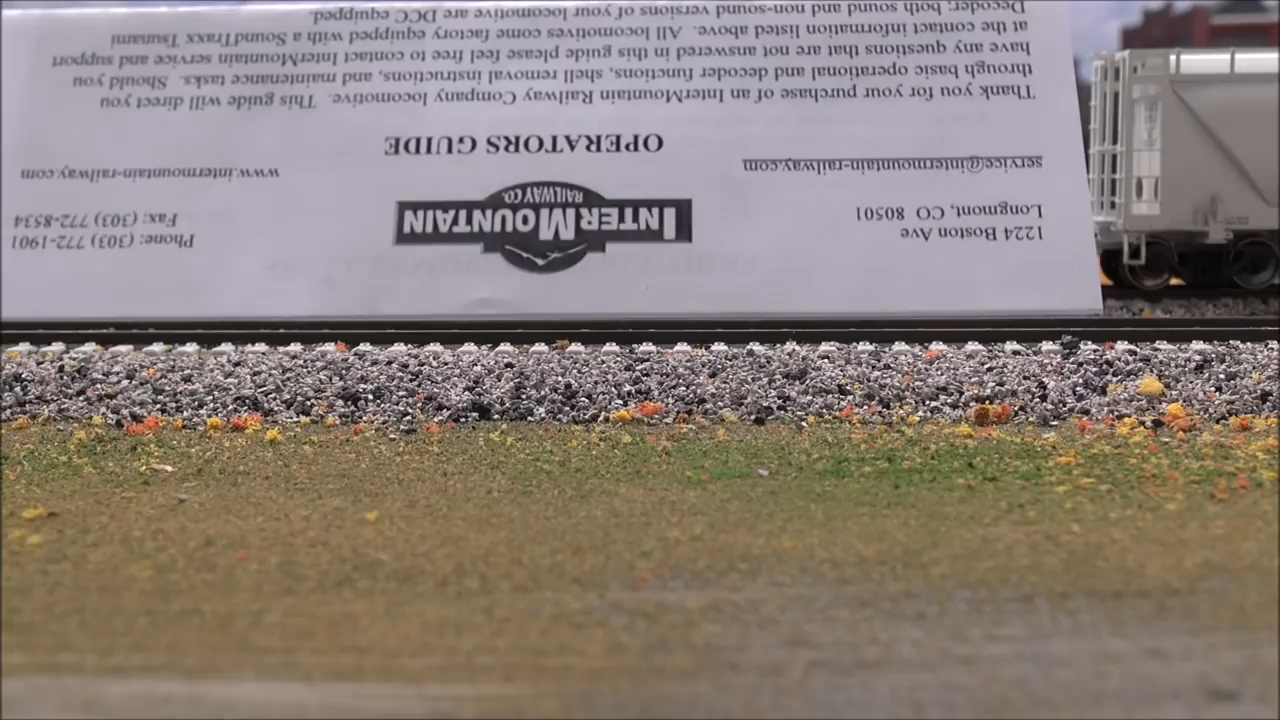 1224 Boston Ave
Longmont, CO 80501
service@intermountain-railway.com
INTERMOUNTAIN
RAILWAY CO.
Phone: (303) 772-1901
Fax: (303) 772-8534
www.intermountain-railway.com
OPERATORS GUIDE
Thank you for your purchase of an InterMountain Railway Company locomotive. This guide will direct you
through basic operational and decoder functions, shell removal instructions, and maintenance tasks. Should you
have any questions that are not answered in this guide please feel free to contact InterMountain service and support
at the contact information listed above. All locomotives come factory equipped with a SoundTraxx Tsunami
Decoder; both sound and non-sound versions of your locomotive are DCC equipped.